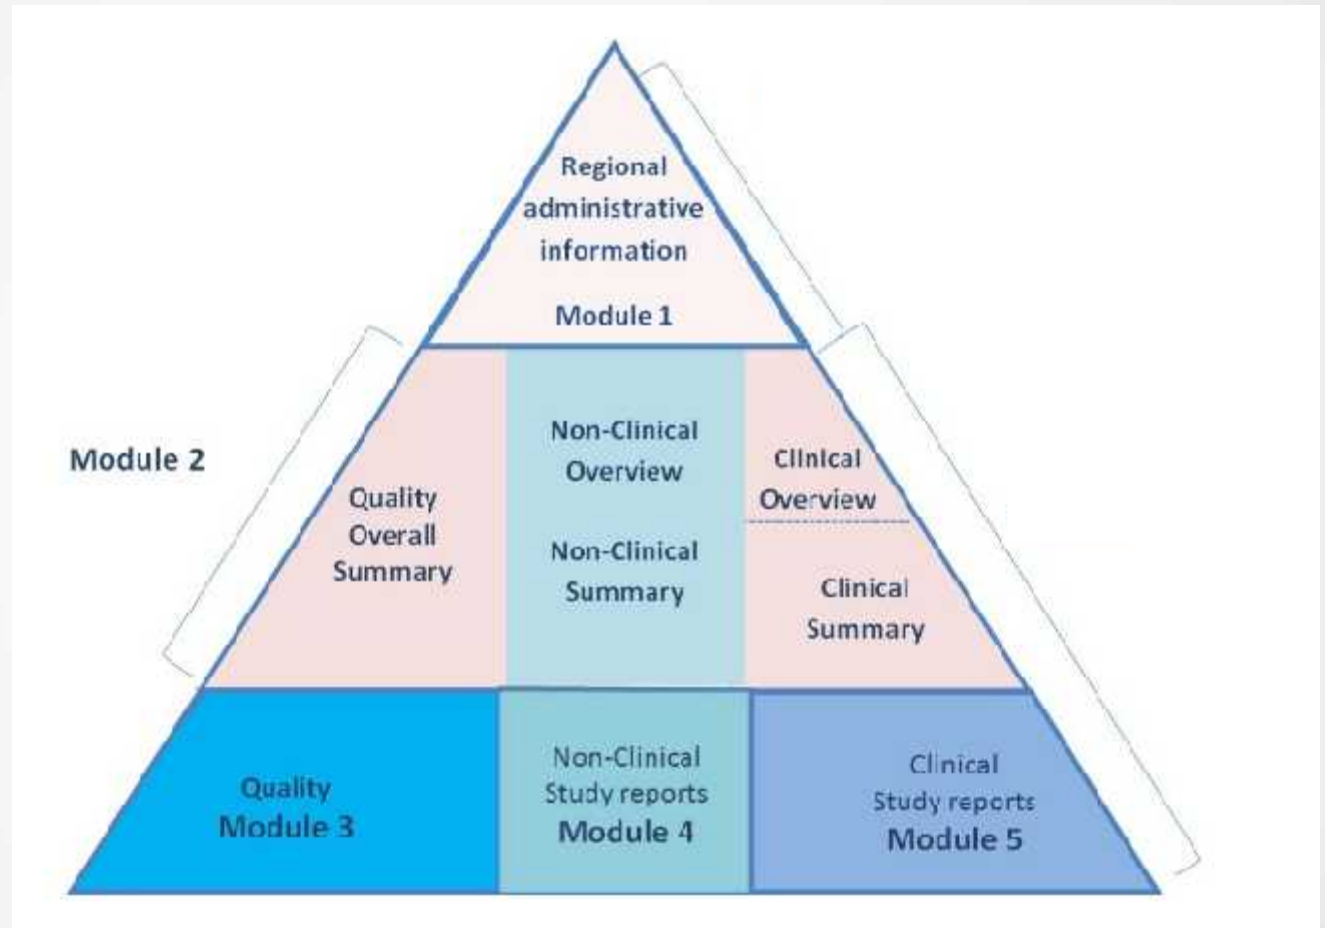 Regional
administrative
information
Module 1
Module 2
Quality
Overall
Summary
Non-Clinical
Overview
Non-Clinical
Summary
Clinical
Overview
Clinical
Summary
Quality
Module 3
Non-Clinical
Study reports
Module 4
Clinical
Study reports
Module 5